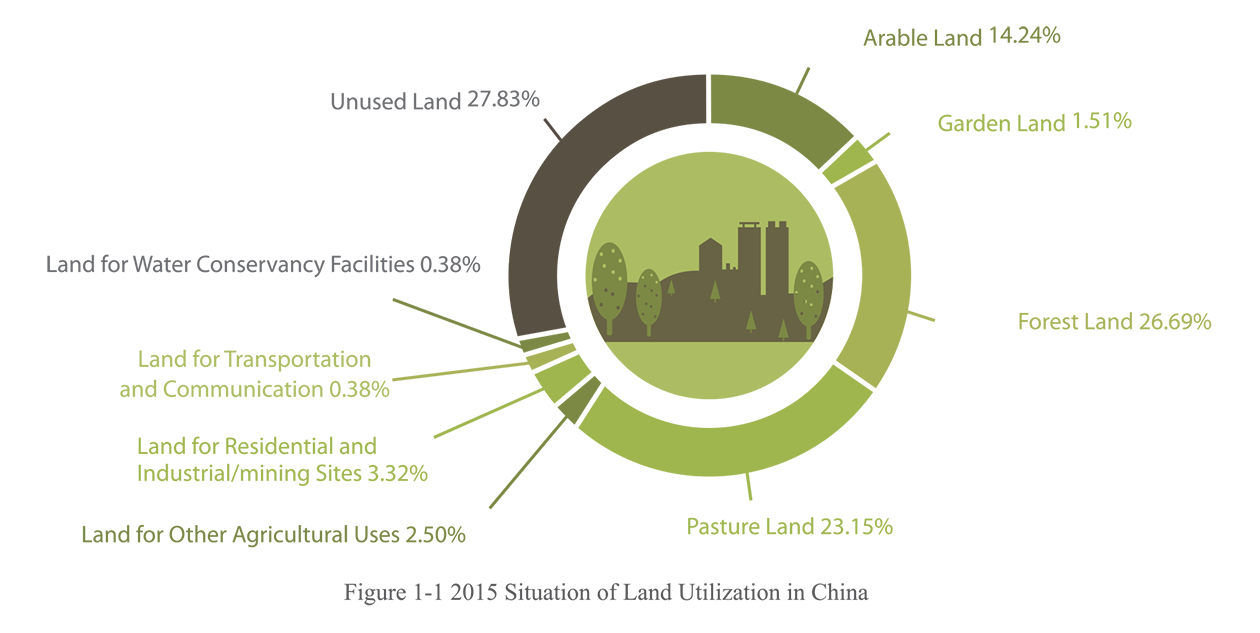 Arable Land 14.24%
Unused Land 27.83%
Garden Land 1.51%
Land for Water Conservancy Facilities 0.38%
Forest Land 26.69%
Land for Transportation
and Communication 0.38%
Land for Residential and
Industrial/mining Sites 3.32%
Pasture Land 23.15%
Land for Other Agricultural Uses 2.50%
Figure 1-1 2015 Situation of Land Utilization in China